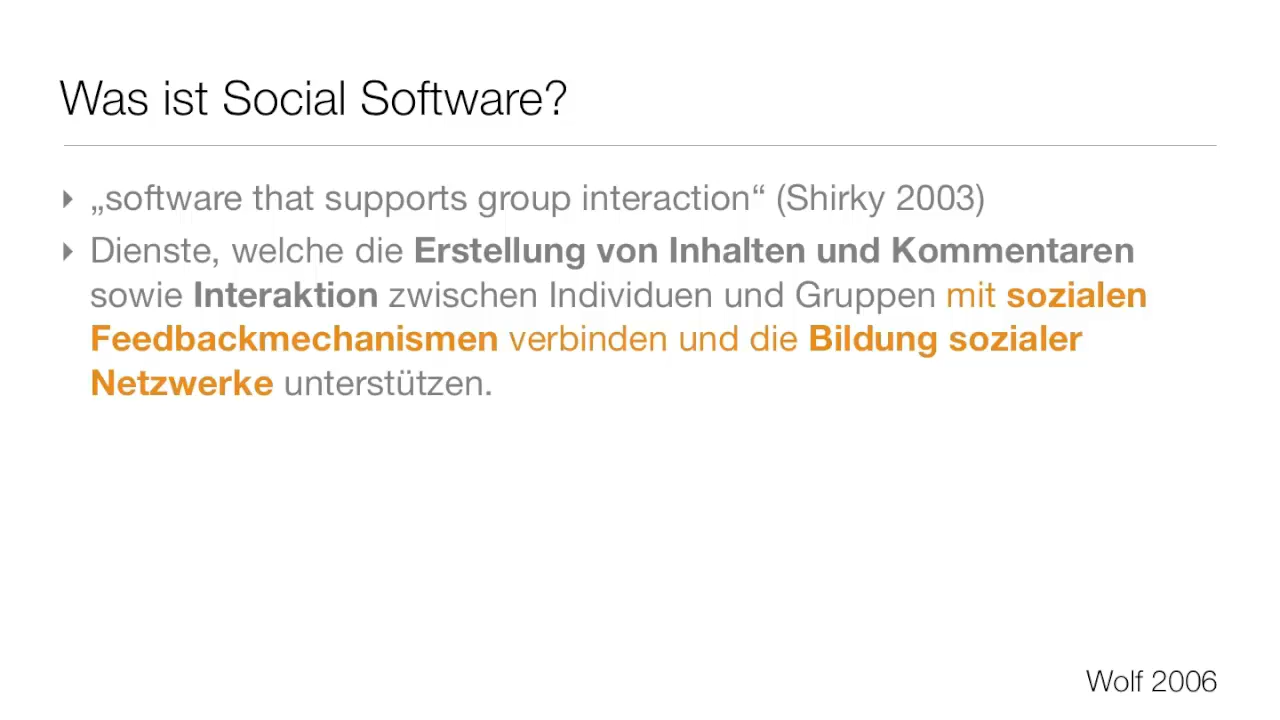 Was ist Social Software?
‣ „software that supports group interaction“ (Shirky 2003)
‣ Dienste, welche die Erstellung von Inhalten und Kommentaren
sowie Interaktion zwischen Individuen und Gruppen mit sozialen
Feedbackmechanismen verbinden und die Bildung sozialer
Netzwerke unterstützen.
Wolf 2006